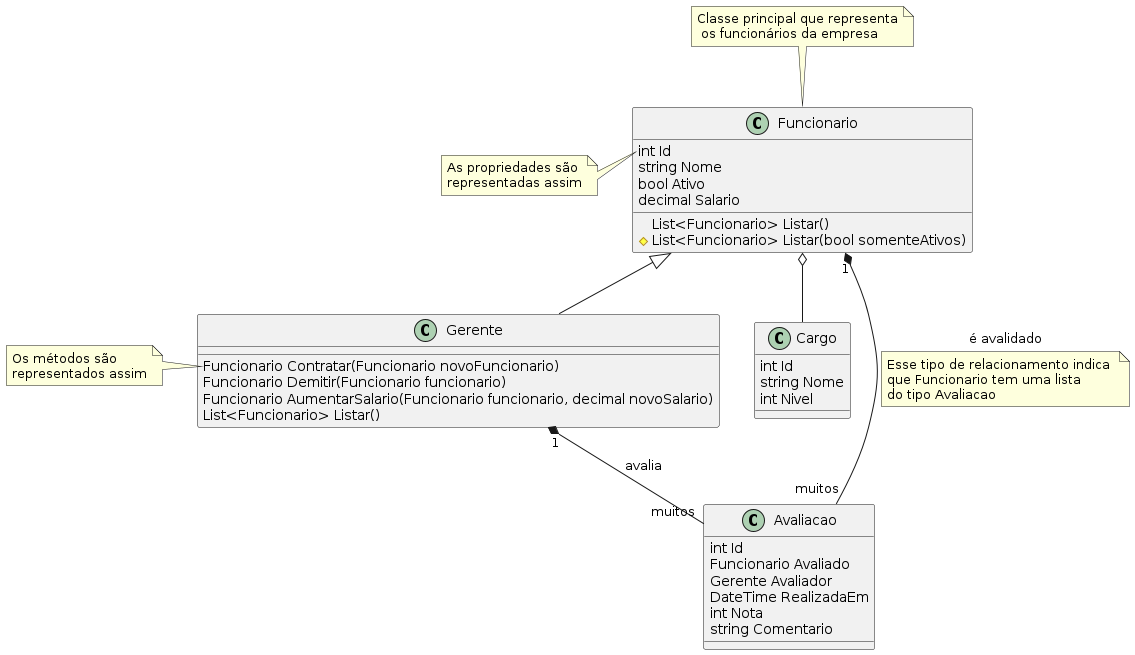 Classe principal que representa
os funcionários da empresa
C Funcionario
As propriedades são
representadas assim
int Id
string Nome
bool Ativo
decimal Salario
List<Funcionario> Listar()
List<Funcionario> Listar(bool somenteAtivos)
1
C Gerente
Os métodos são
representados assim
Funcionario Contratar(Funcionario novoFuncionario)
Funcionario Demitir(Funcionario funcionario)
Funcionario AumentarSalario(Funcionario funcionario, decimal novoSalario)
List<Funcionario> Listar()
C Cargo
int Id
string Nome
int Nivel
é avalidado
Esse tipo de relacionamento indica
que Funcionario tem uma lista
do tipo Avaliacao
1
avalia
muitos
muitos
C Avaliacao
int Id
Funcionario Avaliado
Gerente Avaliador
DateTime RealizadaEm
int Nota
string Comentario